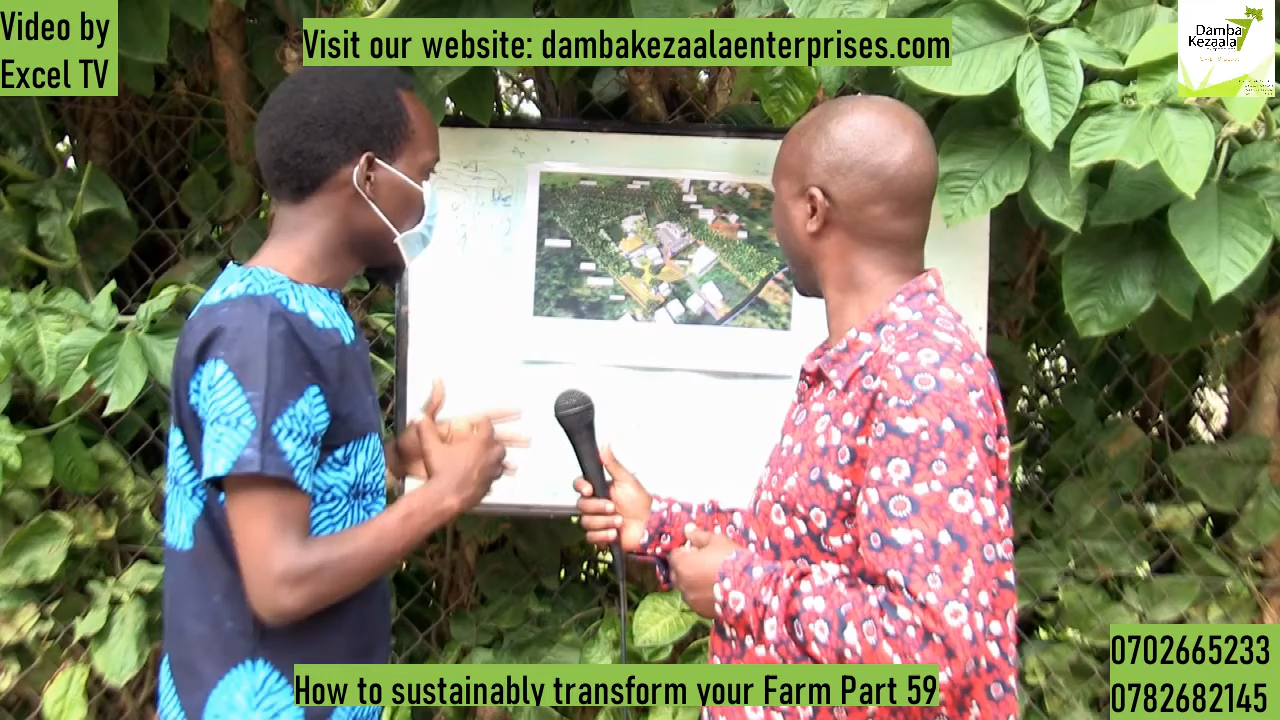 Video by
Excel TV
Visit our website: dambakezaalaenterprises.com
Damba
Kezaala
How to sustainably transform your Farm Part 59
0702665233
0782682145